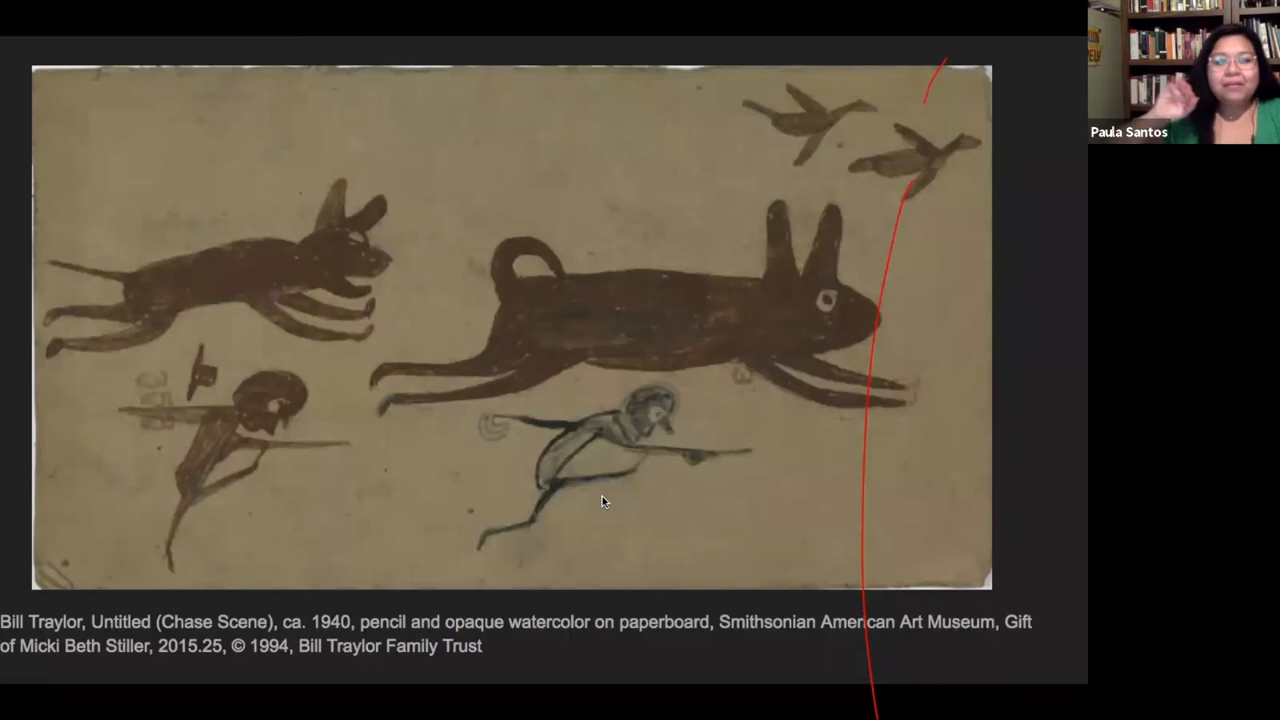 Paula Santos
Bill Traylor, Untitled (Chase Scene), ca. 1940, pencil and opaque watercolor on paperboard, Smithsonian American Art Museum, Gift
of Micki Beth Stiller, 2015.25, © 1994, Bill Traylor Family Trust